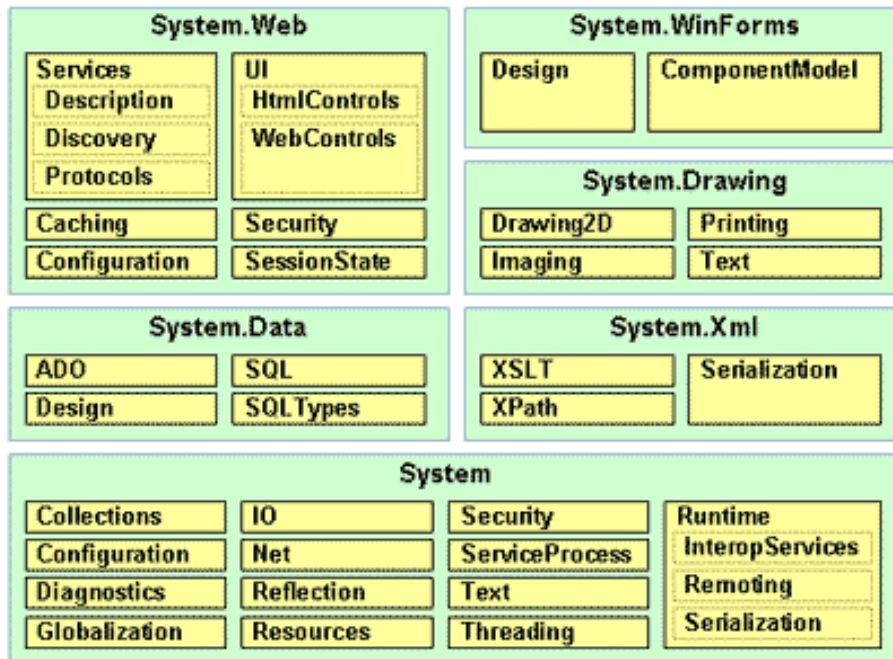 System.Web
Services
Description
Discovery
Protocols
UI
HtmlControls
WebControls
Caching
Security
Configuration
SessionState
System.WinForms
Design
ComponentModel
System.Drawing
Drawing2D
Printing
Imaging
Text
System.Data
ADO
SQL
Design
SQLTypes
System.Xml
XSLT
Serialization
XPath
System
Collections
Configuration
Diagnostics
Globalization
IO
Net
Reflection
Resources
Security
ServiceProcess
Text
Threading
Runtime
InteropServices
Remoting
Serialization